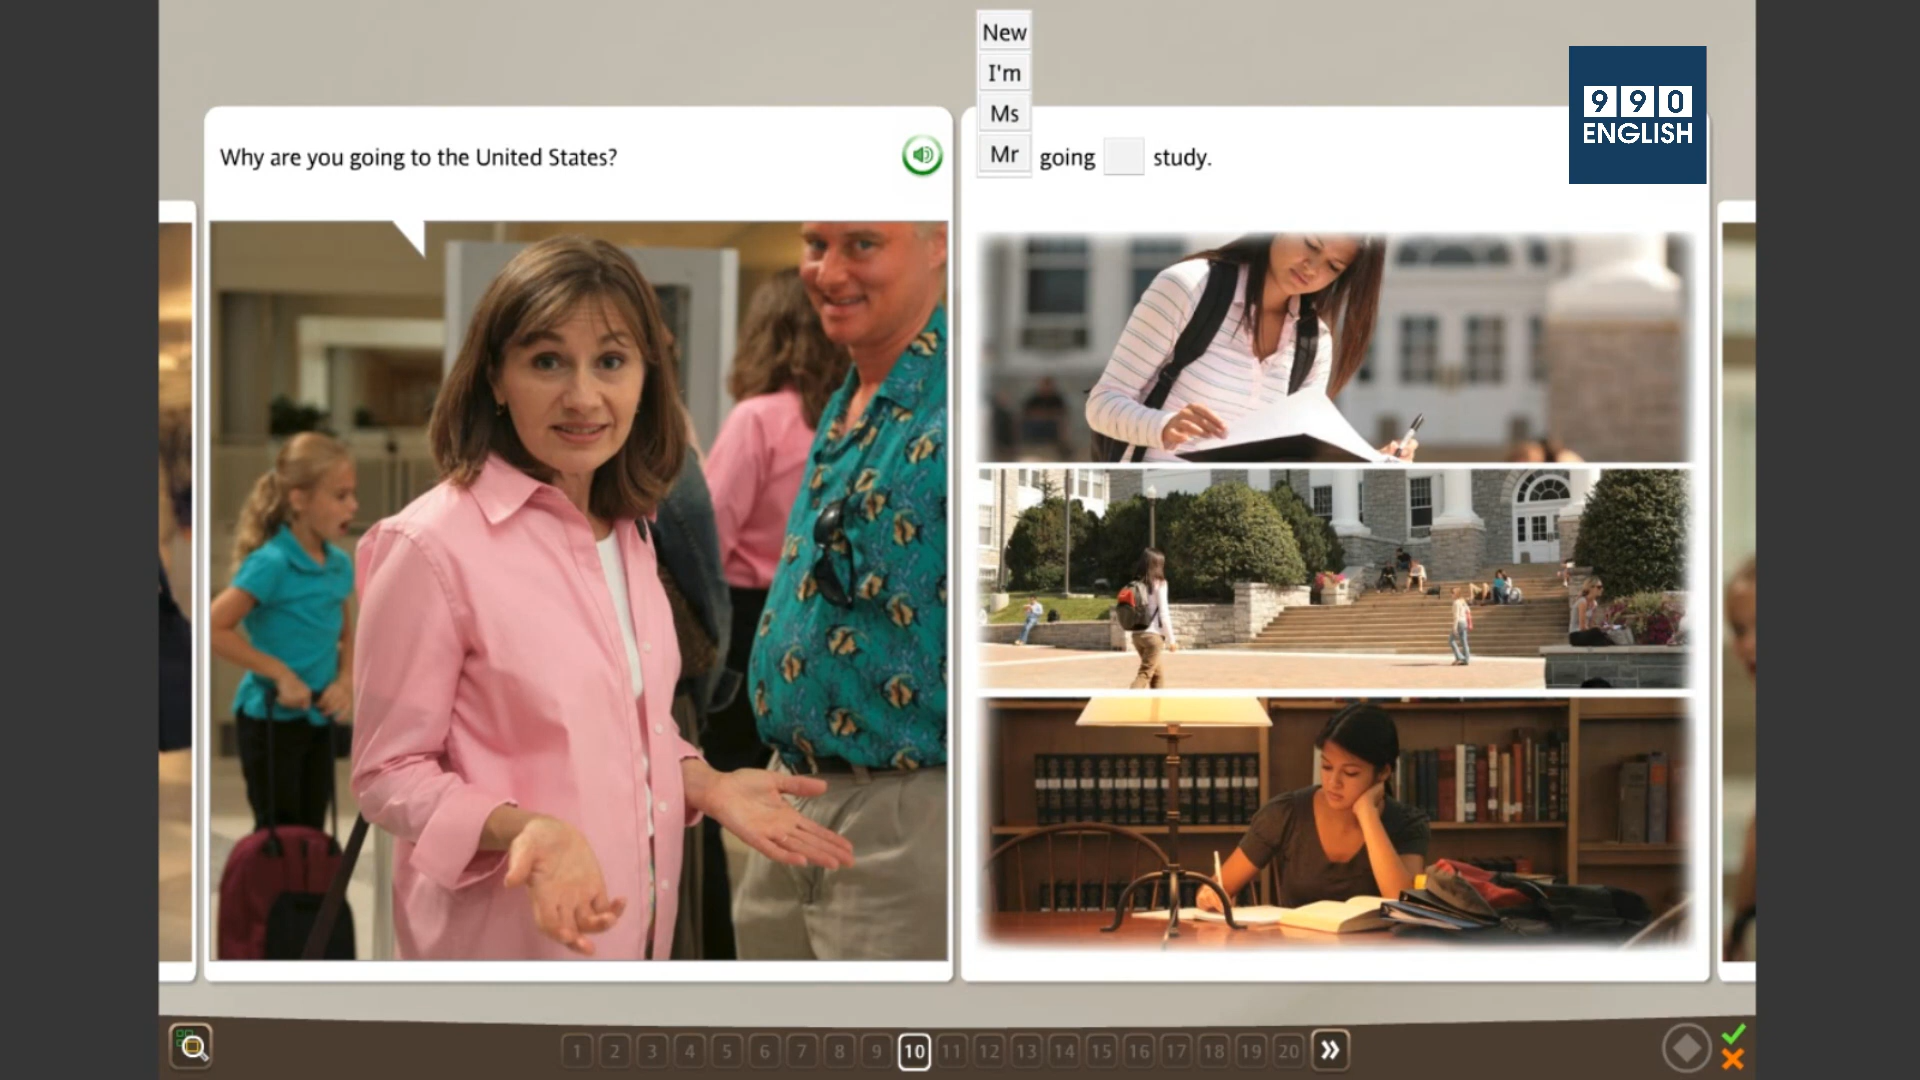 New
I'm
Ms
Mr
Why are you going to the United States?
going study.
990
ENGLISH
1 2 3 4 5 6 7 8 9 10 11 12 13 14 15 16 17 18 19 20